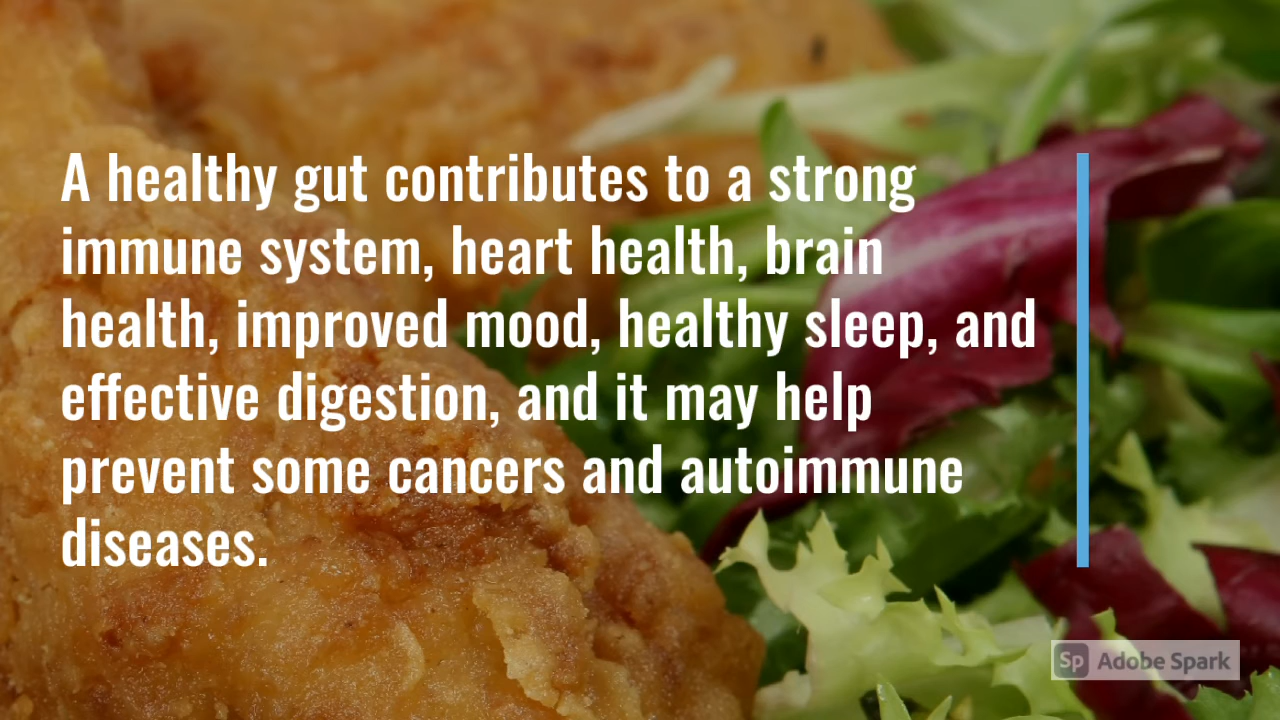 A healthy gut contributes to a strong
immune system, heart health, brain
health, improved mood, healthy sleep, and
effective digestion, and it may help
prevent some cancers and autoimmune
diseases.
Sp Adobe Spark